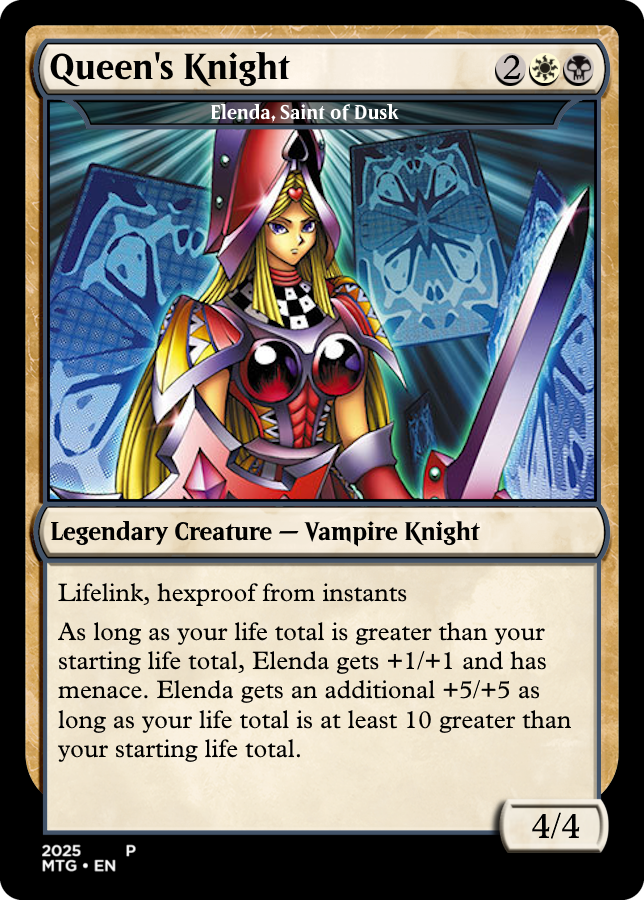 Queen's Knight 2
Elenda, Saint of Dusk
Legendary Creature — Vampire Knight
Lifelink, hexproof from instants
As long as your life total is greater than your
starting life total, Elenda gets +1/+1 and has
menace. Elenda gets an additional +5/+5 as
long as your life total is at least 10 greater than
your starting life total.
4/4
2025 P
MTG • EN